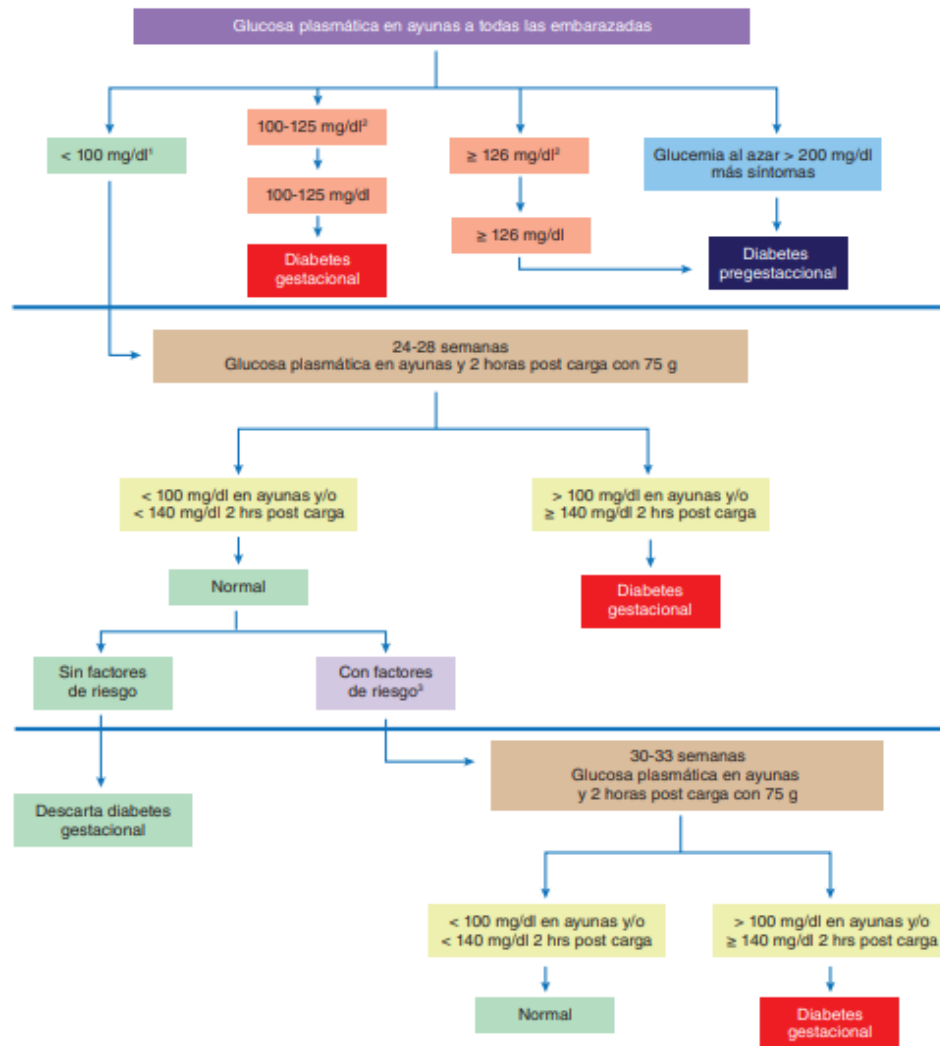 Glucosa plasmática en ayunas a todas las embarazadas
< 100 mg/dl¹
100-125 mg/dl²
100-125 mg/dl
Diabetes
gestacional
≥ 126 mg/dl²
≥ 126 mg/dl
Glucemia al azar > 200 mg/dl
más síntomas
Diabetes
pregestaccional
24-28 semanas
Glucosa plasmática en ayunas y 2 horas post carga con 75 g
< 100 mg/dl en ayunas y/o
< 140 mg/dl 2 hrs post carga
> 100 mg/dl en ayunas y/o
≥ 140 mg/dl 2 hrs post carga
Normal
Diabetes
gestacional
Sin factores
de riesgo
Con factores
de riesgo³
Descarta diabetes
gestacional
30-33 semanas
Glucosa plasmática en ayunas
y 2 horas post carga con 75 g
< 100 mg/dl en ayunas y/o
< 140 mg/dl 2 hrs post carga
> 100 mg/dl en ayunas y/o
≥ 140 mg/dl 2 hrs post carga
Normal
Diabetes
gestacional